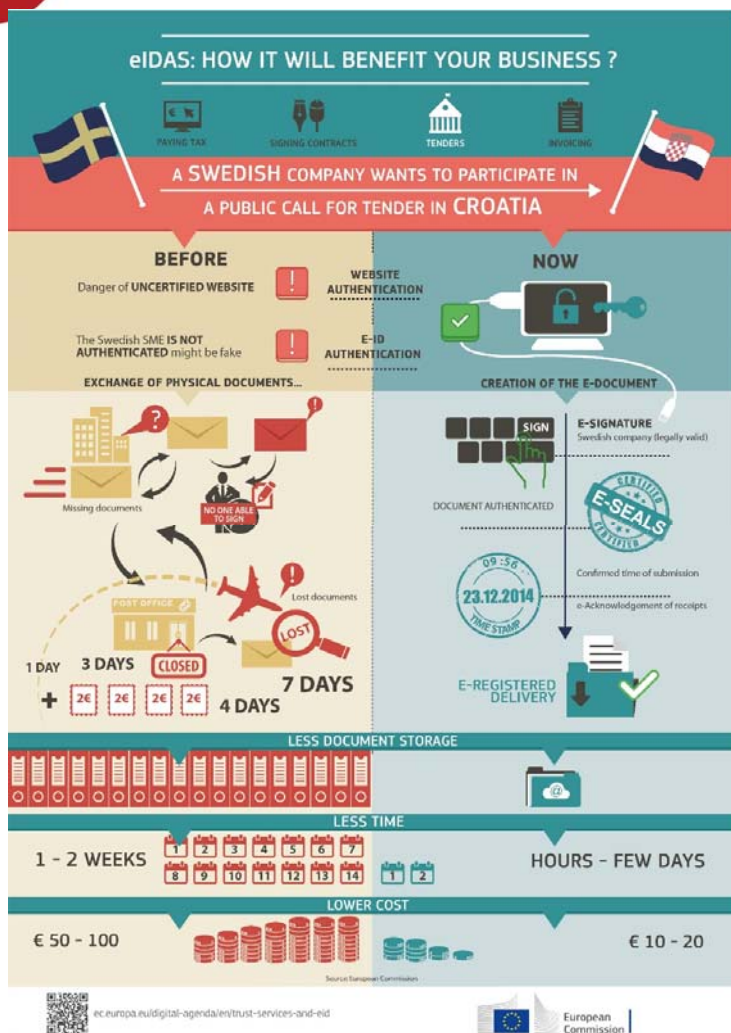 eIDAS: HOW IT WILL BENEFIT YOUR BUSINESS ?
PAYING TAX
SIGNING CONTRACTS
TENDERS
INVOICING
A SWEDISH COMPANY WANTS TO PARTICIPATE IN
A PUBLIC CALL FOR TENDER IN CROATIA
BEFORE
NOW
Danger of UNCERTIFIED WEBSITE
WEBSITE
AUTHENTICATION
The Swedish SME IS NOT
AUTHENTICATED might be fake
E-ID
AUTHENTICATION
EXCHANGE OF PHYSICAL DOCUMENTS...
CREATION OF THE E-DOCUMENT
Missing documents
NO ONE ABLE
TO SIGN
SIGN
E-SIGNATURE
Swedish company (legally valid)
DOCUMENT AUTHENTICATED
CERTIFIED
E-SEALS
CERTIFIED
Lost documents
POST OFFICE
LOST
CLOSED
1 DAY
3 DAYS
7 DAYS
+
2€
2€
2€
2€
4 DAYS
09 :56
23.12.2014
TIME STAMP
Confirmed time of submission
e-Acknowledgement of receipts
E-REGISTERED
DELIVERY
LESS DOCUMENT STORAGE
@
LESS TIME
1 - 2 WEEKS
1 2 3 4 5 6 7
8 9 10 11 12 13 14
1 2
HOURS - FEW DAYS
LOWER COST
€ 50 - 100
€ 10 - 20
Source: European Commission
ec.europa.eu/digital-agenda/en/trust-services-and-eid
European
Commission